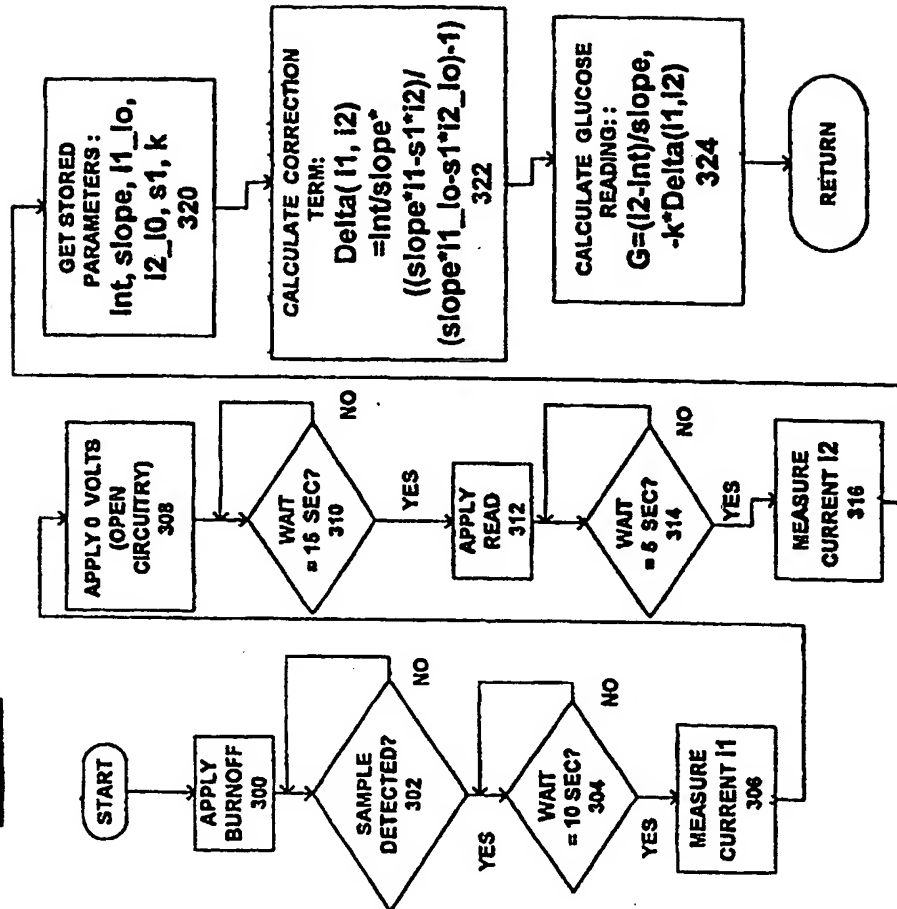 START
APPLY
BURNOFF
300
SAMPLE
DETECTED?
302
NO
YES
WAIT
= 10 SEC?
304
NO
YES
MEASURE
CURRENT I1
306
APPLY 0 VOLTS
(OPEN
CIRCUITRY)
308
WAIT
= 15 SEC?
310
NO
YES
APPLY
READ
312
WAIT
= 5 SEC?
314
NO
YES
MEASURE
CURRENT I2
316
GET STORED
PARAMETERS :
Int, slope, I1_lo,
I2_l0, s1, k
320
CALCULATE CORRECTION
TERM:
Delta( I1, I2)
=Int/slope*
((slope*I1-s1*I2)/
(slope*I1_lo-s1*I2_lo)-1)
322
CALCULATE GLUCOSE
READING::
G=(I2-Int)/slope,
-k*Delta(I1,I2)
324
RETURN